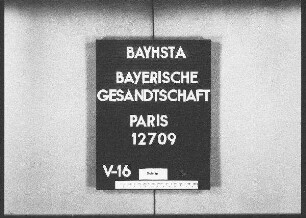 BAYHSTA
BAYERISCHE
GESANDTSCHAFT
PARIS
12709
V-16